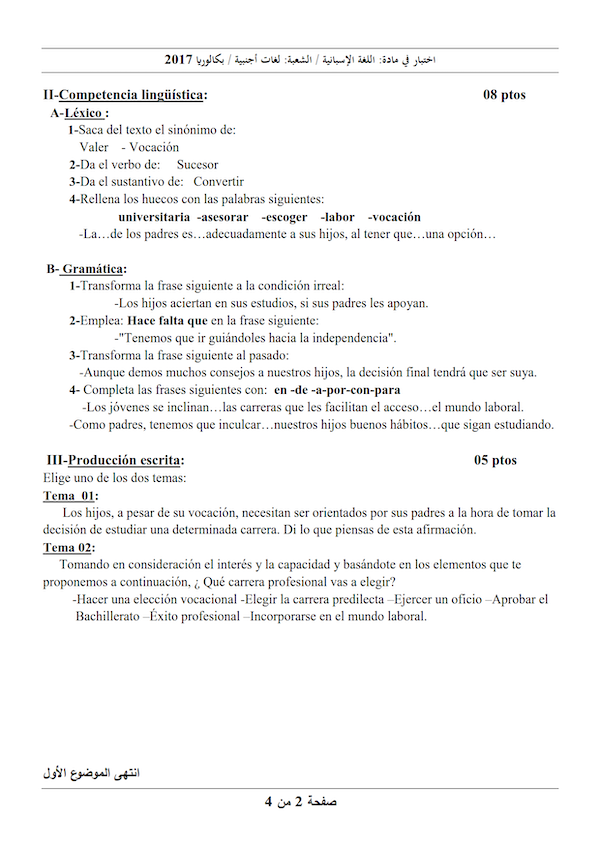 اختبار في مادة: اللغة الإسبانية / الشعبة: لغات أجنبية / بكالوريا 2017
II-Competencia lingüística: 08 ptos
A-Léxico :
1-Saca del texto el sinónimo de:
Valer - Vocación
2-Da el verbo de: Sucesor
3-Da el sustantivo de: Convertir
4-Rellena los huecos con las palabras siguientes:
universitaria -asesorar -escoger -labor -vocación
-La…de los padres es…adecuadamente a sus hijos, al tener que…una opción…
B- Gramática:
1-Transforma la frase siguiente a la condición irreal:
-Los hijos aciertan en sus estudios, si sus padres les apoyan.
2-Emplea: Hace falta que en la frase siguiente:
-"Tenemos que ir guiándoles hacia la independencia".
3-Transforma la frase siguiente al pasado:
-Aunque demos muchos consejos a nuestros hijos, la decisión final tendrá que ser suya.
4- Completa las frases siguientes con: en -de -a-por-con-para
-Los jóvenes se inclinan…las carreras que les facilitan el acceso…el mundo laboral.
-Como padres, tenemos que inculcar…nuestros hijos buenos hábitos…que sigan estudiando.
III-Producción escrita: 05 ptos
Elige uno de los dos temas:
Tema 01:
Los hijos, a pesar de su vocación, necesitan ser orientados por sus padres a la hora de tomar la
decisión de estudiar una determinada carrera. Di lo que piensas de esta afirmación.
Tema 02:
Tomando en consideración el interés y la capacidad y basándote en los elementos que te
proponemos a continuación, ¿ Qué carrera profesional vas a elegir?
-Hacer una elección vocacional -Elegir la carrera predilecta –Ejercer un oficio –Aprobar el
Bachillerato –Éxito profesional –Incorporarse en el mundo laboral.
انتهى الموضوع الأول
صفحة 2 من 4